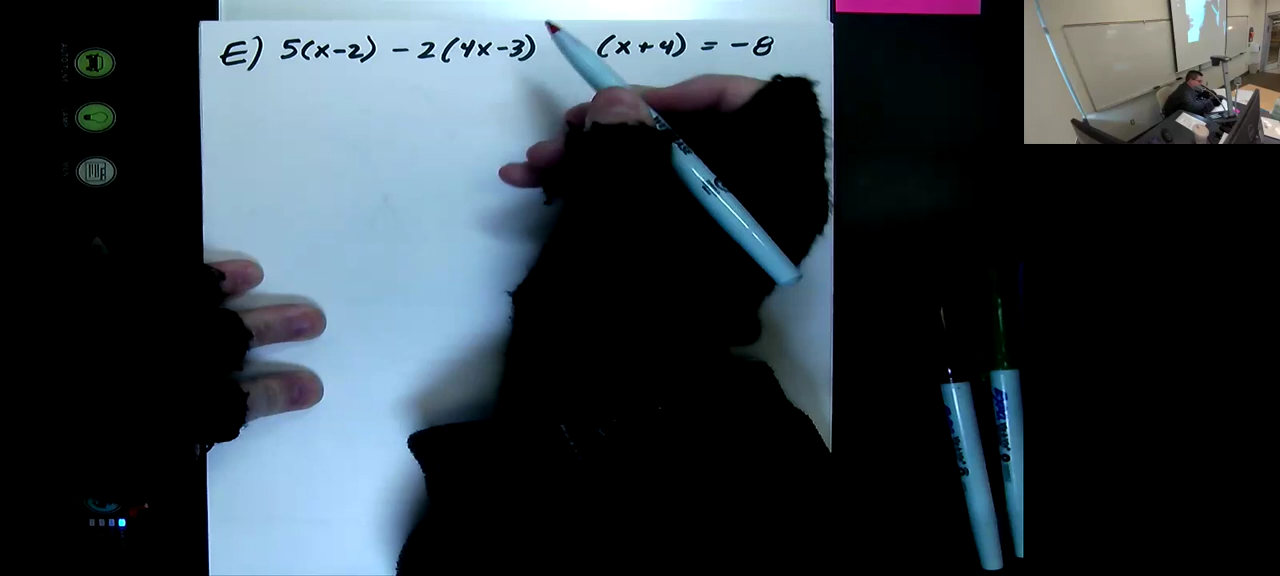 E) 5(x-2) - 2(4x-3) (x+4) = -8